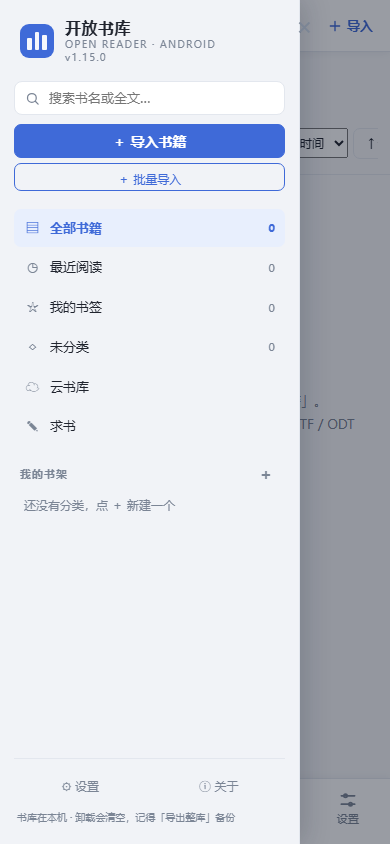 开放书库
OPEN READER · ANDROID
v1.15.0
搜索书名或全文...
+ 导入书籍
+ 批量导入
全部书籍 0
最近阅读 0
我的书签 0
未分类 0
云书库
求书
我的书架 +
还没有分类，点 + 新建一个
设置
关于
书库在本机 · 卸载会清空，记得「导出整库」备份
+ 导入
时间
↑
」。
TF / ODT
设置